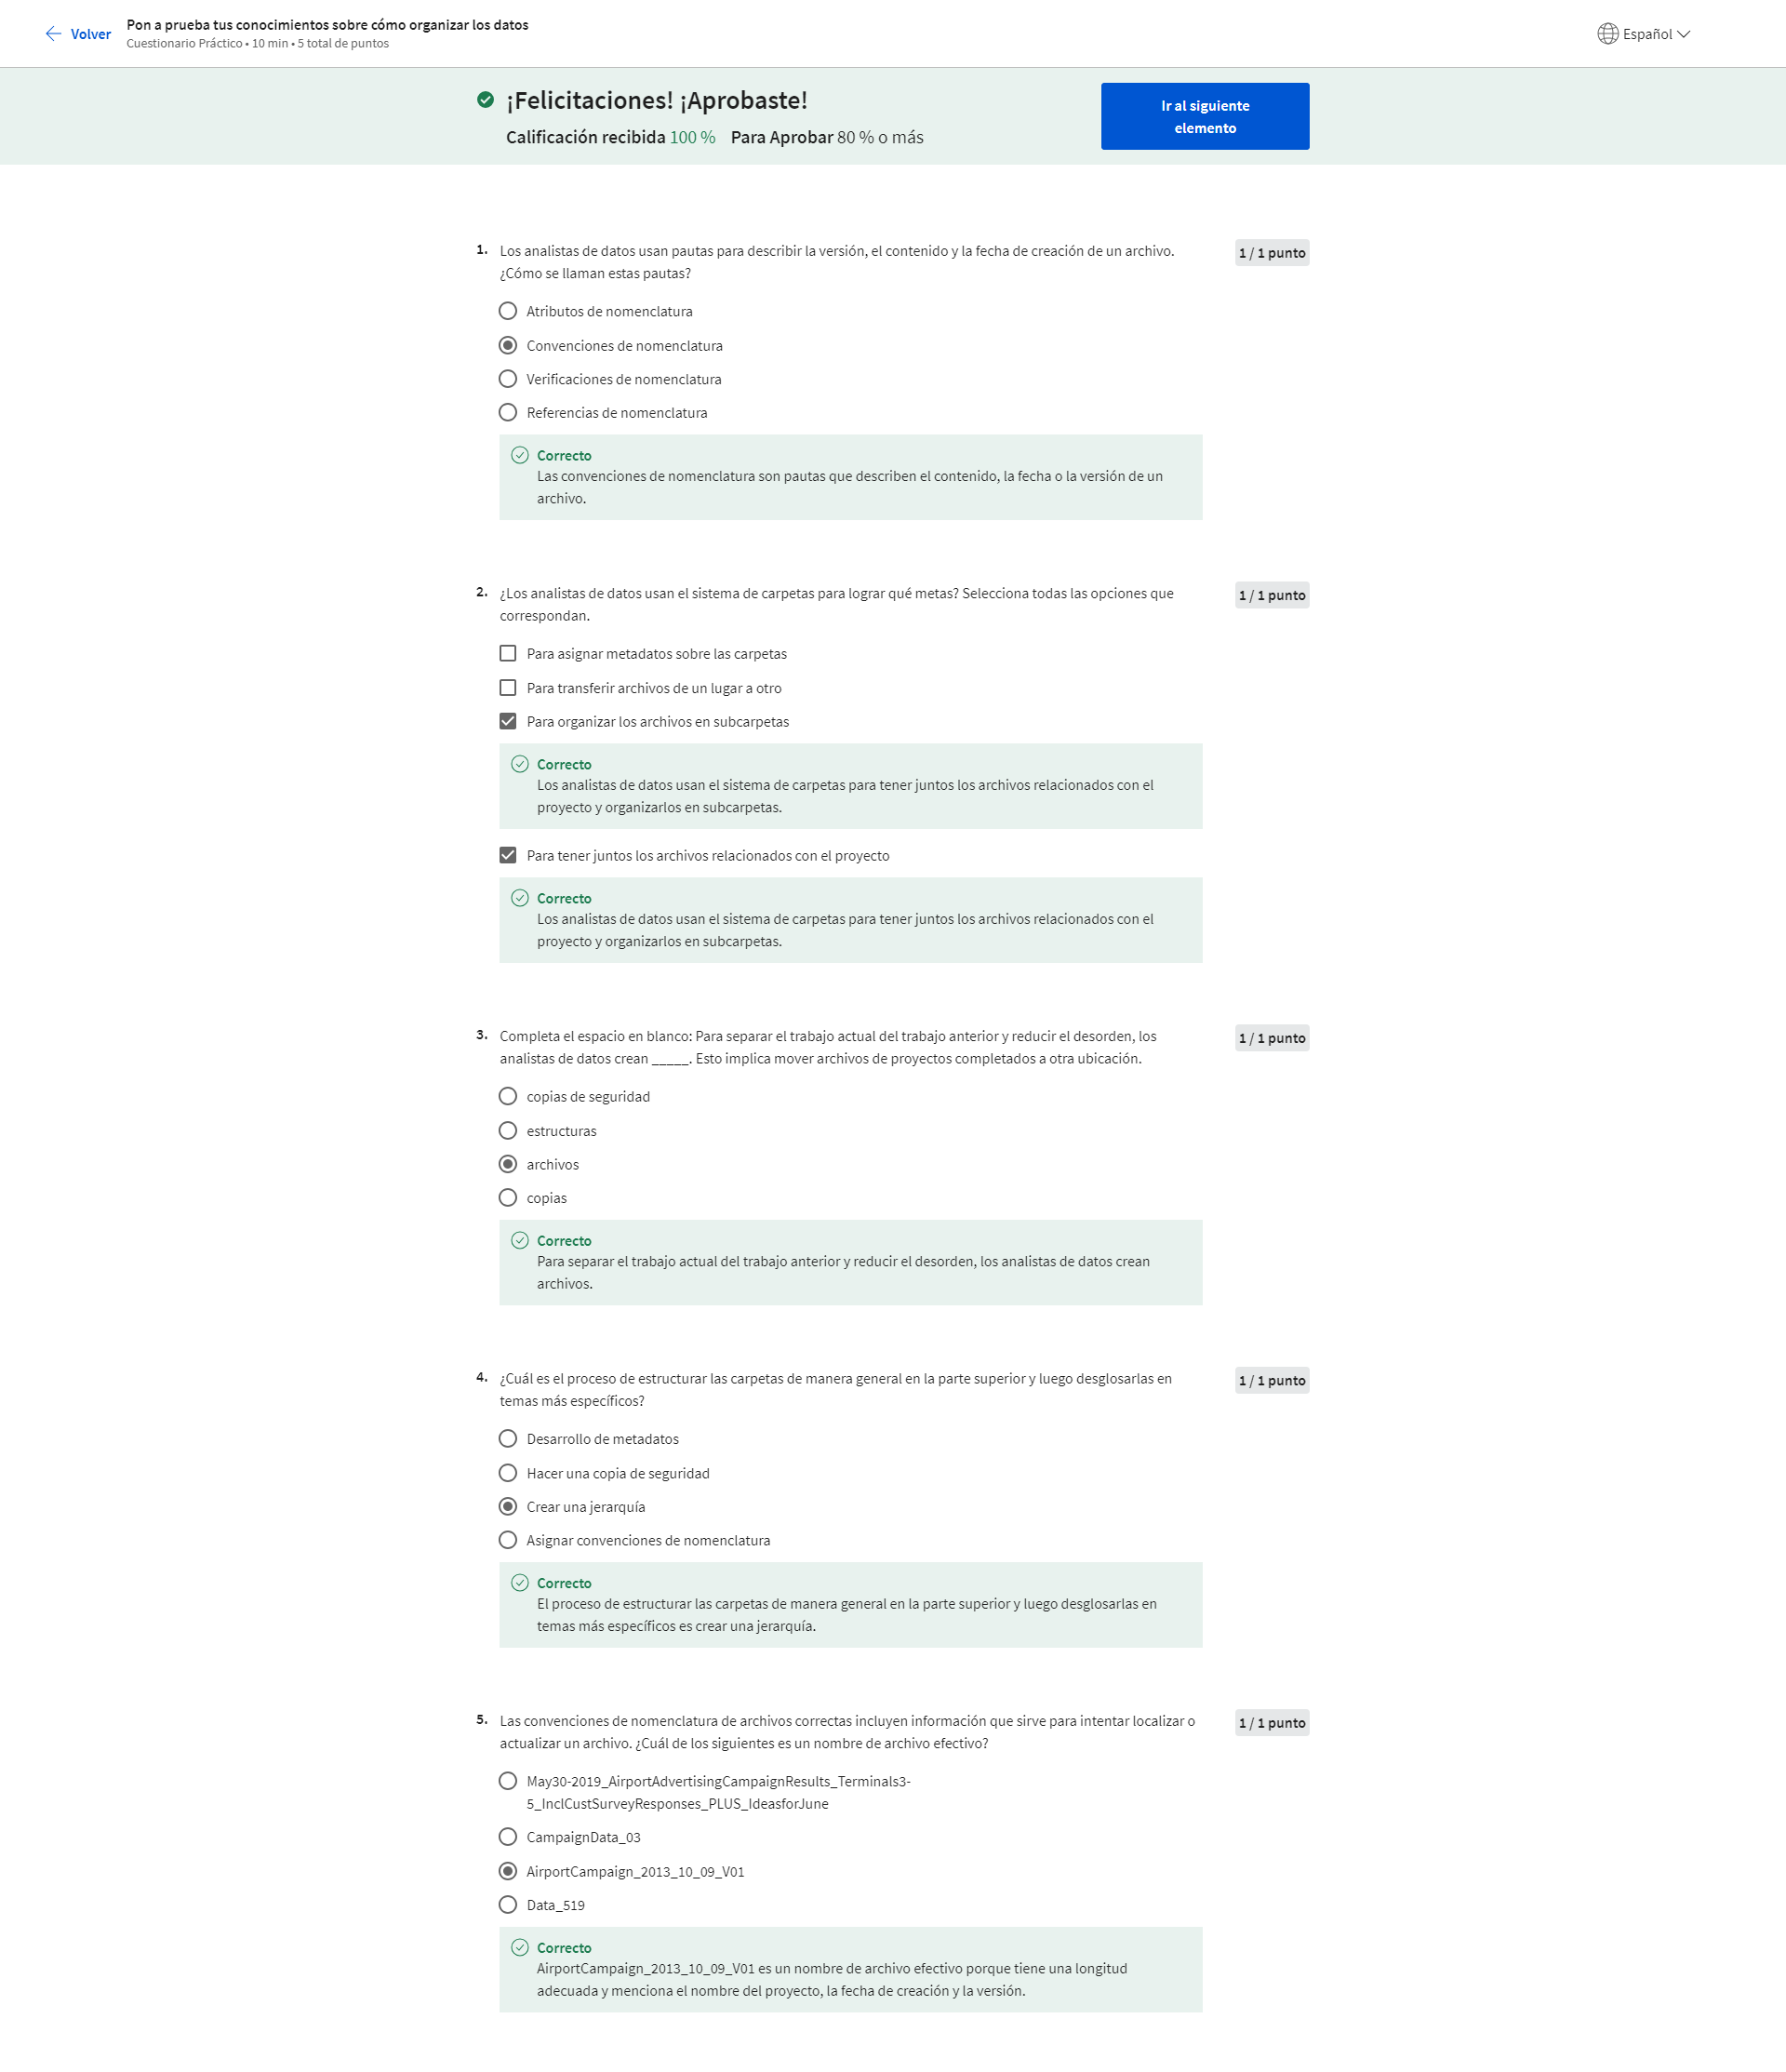 Volver
Pon a prueba tus conocimientos sobre cómo organizar los datos
Cuestionario Práctico • 10 min • 5 total de puntos
Español
¡Felicitaciones! ¡Aprobaste!
Calificación recibida 100 % Para Aprobar 80 % o más
Ir al siguiente
elemento
1. Los analistas de datos usan pautas para describir la versión, el contenido y la fecha de creación de un archivo.
¿Cómo se llaman estas pautas?
1 / 1 punto
Atributos de nomenclatura
Convenciones de nomenclatura
Verificaciones de nomenclatura
Referencias de nomenclatura
Correcto
Las convenciones de nomenclatura son pautas que describen el contenido, la fecha o la versión de un
archivo.
2. ¿Los analistas de datos usan el sistema de carpetas para lograr qué metas? Selecciona todas las opciones que
correspondan.
1 / 1 punto
Para asignar metadatos sobre las carpetas
Para transferir archivos de un lugar a otro
Para organizar los archivos en subcarpetas
Correcto
Los analistas de datos usan el sistema de carpetas para tener juntos los archivos relacionados con el
proyecto y organizarlos en subcarpetas.
Para tener juntos los archivos relacionados con el proyecto
Correcto
Los analistas de datos usan el sistema de carpetas para tener juntos los archivos relacionados con el
proyecto y organizarlos en subcarpetas.
3. Completa el espacio en blanco: Para separar el trabajo actual del trabajo anterior y reducir el desorden, los
analistas de datos crean _____. Esto implica mover archivos de proyectos completados a otra ubicación.
1 / 1 punto
copias de seguridad
estructuras
archivos
copias
Correcto
Para separar el trabajo actual del trabajo anterior y reducir el desorden, los analistas de datos crean
archivos.
4. ¿Cuál es el proceso de estructurar las carpetas de manera general en la parte superior y luego desglosarlas en
temas más específicos?
1 / 1 punto
Desarrollo de metadatos
Hacer una copia de seguridad
Crear una jerarquía
Asignar convenciones de nomenclatura
Correcto
El proceso de estructurar las carpetas de manera general en la parte superior y luego desglosarlas en
temas más específicos es crear una jerarquía.
5. Las convenciones de nomenclatura de archivos correctas incluyen información que sirve para intentar localizar o
actualizar un archivo. ¿Cuál de los siguientes es un nombre de archivo efectivo?
1 / 1 punto
May30-2019_AirportAdvertisingCampaignResults_Terminals3-
5_InclCustSurveyResponses_PLUS_IdeasforJune
CampaignData_03
AirportCampaign_2013_10_09_V01
Data_519
Correcto
AirportCampaign_2013_10_09_V01 es un nombre de archivo efectivo porque tiene una longitud
adecuada y menciona el nombre del proyecto, la fecha de creación y la versión.